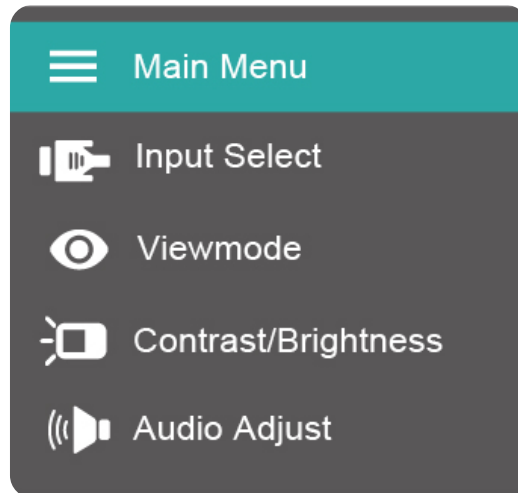 Main Menu
Input Select
Viewmode
Contrast/Brightness
Audio Adjust